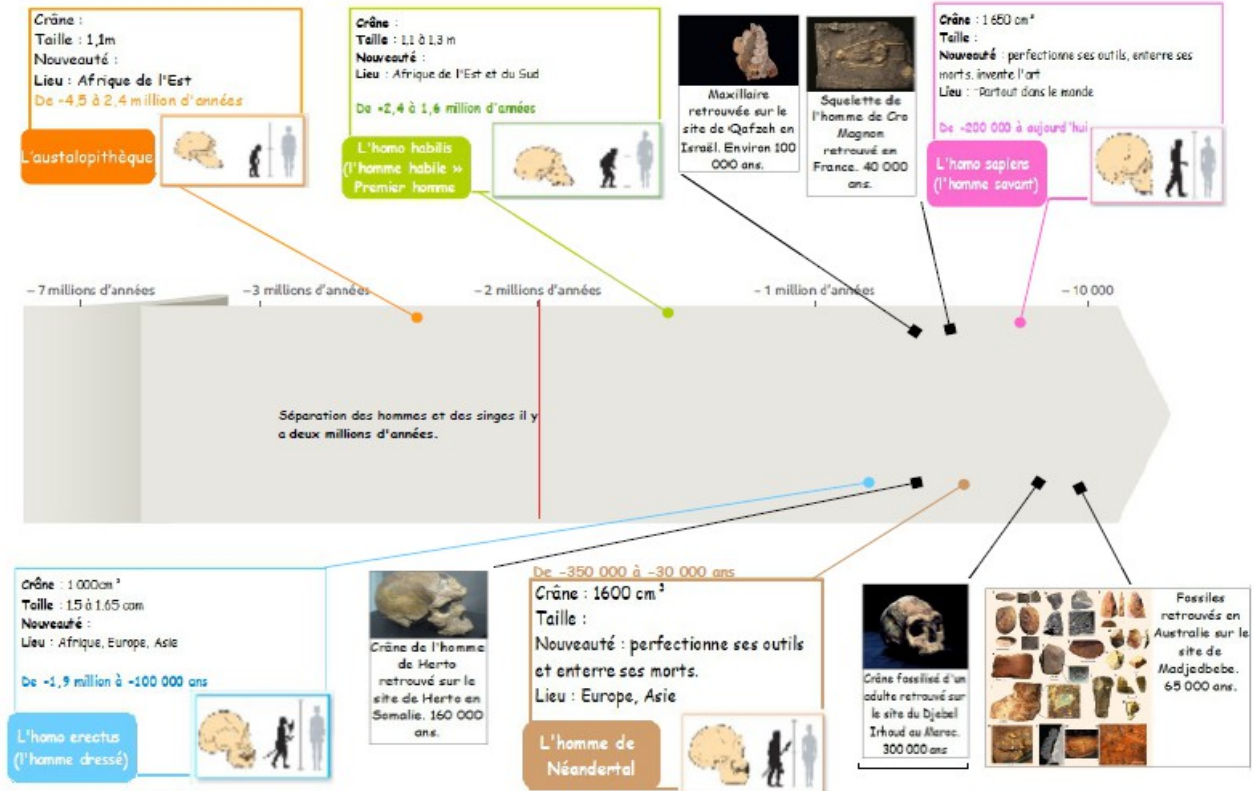 Crâne :
Taille : 1,1m
Nouveauté :
Lieu : Afrique de l'Est
De -4,5 à 2,4 million d'années
L'austalopithèque
Crâne :
Taille : 1,1 à 1,3 m
Nouveauté :
Lieu : Afrique de l'Est et du Sud
De -2,4 à 1,6 million d'années
L'homo habilis
(l'homme habile »
Premier homme
Maxillaire
retrouvée sur le
site de Qafzeh en
Israël. Environ 100
000 ans.
Squelette de
l'homme de Cro
Magnon
retrouvé en
France. 40 000
ans.
Crâne : 1 650 cm³
Taille :
Nouveauté : perfectionne ses outils, enterre ses
morts, invente l'art
Lieu : Partout dans le monde
De -200 000 à aujourd'hui
L'homo sapiens
(l'homme savant)
– 7 millions d'années
– 3 millions d'années
– 2 millions d'années
– 1 million d'années
– 10 000
Séparation des hommes et des singes il y
a deux millions d'années.
Crâne : 1 000cm³
Taille : 1.5 à 1.65 com
Nouveauté :
Lieu : Afrique, Europe, Asie
De -1,9 million à -100 000 ans
L'homo erectus
(l'homme dressé)
Crâne de l'homme
de Herto
retrouvé sur le
site de Herto en
Somalie. 160 000
ans.
De -350 000 à -30 000 ans
Crâne : 1600 cm³
Taille :
Nouveauté : perfectionne ses outils
et enterre ses morts.
Lieu : Europe, Asie
L'homme de
Néandertal
Crâne fossilisé d'un
adulte retrouvé sur
le site du Djebel
Irhoud au Maroc.
300 000 ans
Fossiles
retrouvés en
Australie sur le
site de
Madjedbebe.
65 000 ans.